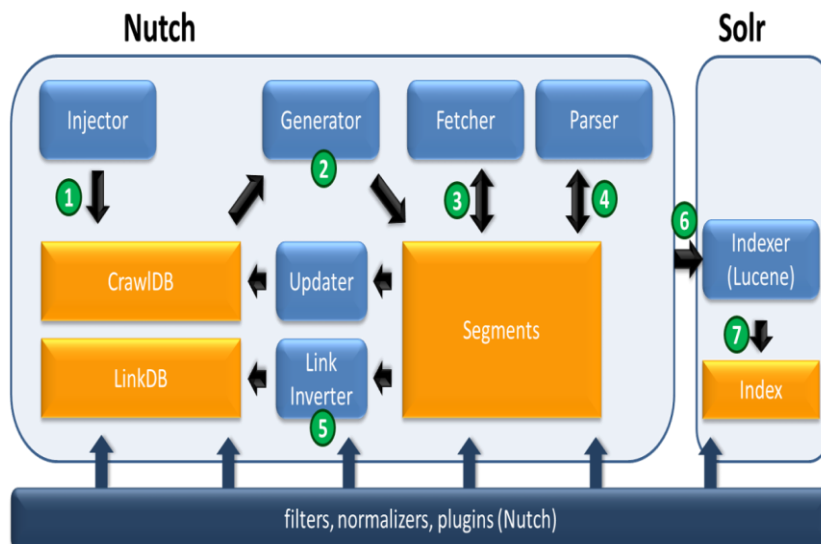 Nutch
Solr
Injector
Generator
Fetcher
Parser
1
2
3
4
6
CrawlDB
Updater
Segments
Indexer
(Lucene)
LinkDB
Link
Inverter
5
7
Index
filters, normalizers, plugins (Nutch)